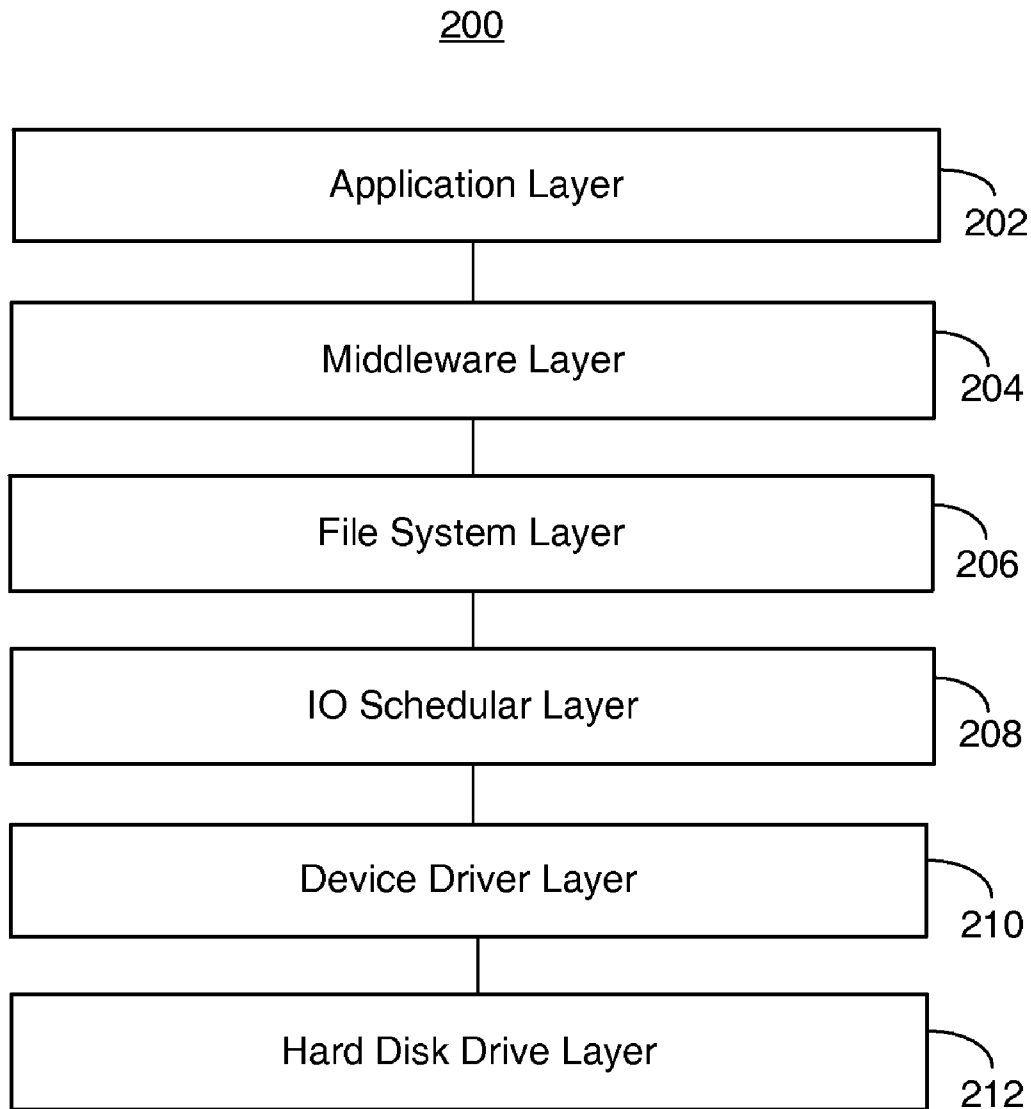 200
Application Layer
202
Middleware Layer
204
File System Layer
206
IO Schedular Layer
208
Device Driver Layer
210
Hard Disk Drive Layer
212